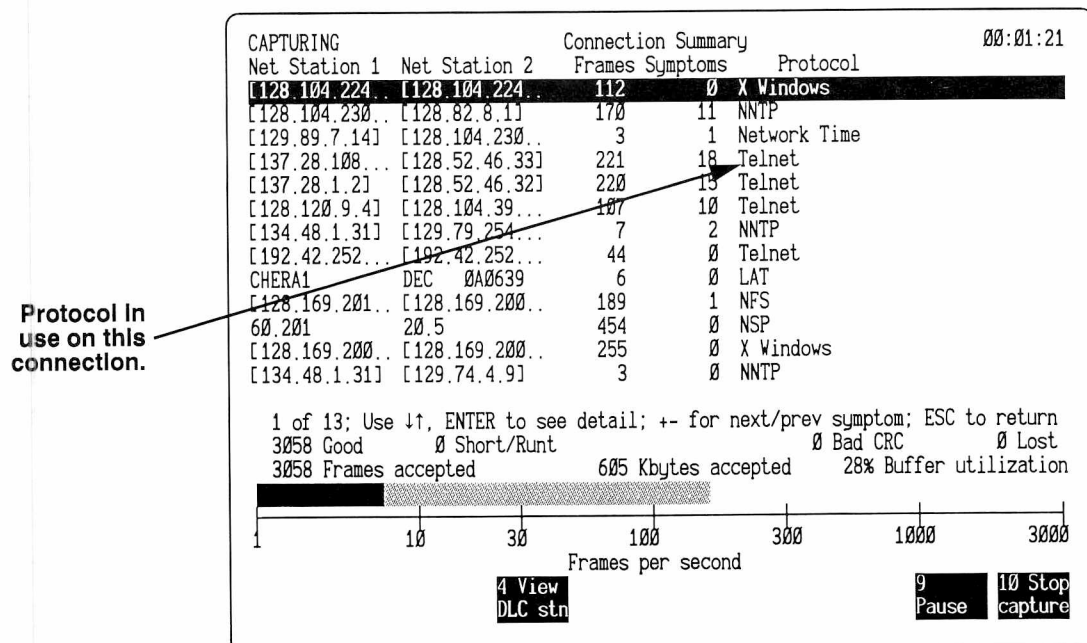 CAPTURING Connection Summary 00:01:21
Net Station 1 Net Station 2 Frames Symptoms Protocol
[128.104.224.. [128.104.224.. 112 0 X Windows
[128.104.230.. [128.82.8.1] 170 11 NNTP
[129.89.7.14] [128.104.230.. 3 1 Network Time
[137.28.108... [128.52.46.33] 221 18 Telnet
[137.28.1.2] [128.52.46.32] 220 15 Telnet
[128.120.9.4] [128.104.39... 107 10 Telnet
[134.48.1.31] [129.79.254... 7 2 NNTP
[192.42.252... [192.42.252... 44 0 Telnet
CHERA1 DEC 0A0639 6 0 LAT
[128.169.201.. [128.169.200.. 189 1 NFS
60.201 20.5 454 0 NSP
[128.169.200.. [128.169.200.. 255 0 X Windows
[134.48.1.31] [129.74.4.9] 3 0 NNTP
Protocol in
use on this
connection.
1 of 13; Use ↓↑, ENTER to see detail; +- for next/prev symptom; ESC to return
3058 Good 0 Short/Runt 0 Bad CRC 0 Lost
3058 Frames accepted 605 Kbytes accepted 28% Buffer utilization
1 10 30 100 300 1000 3000
Frames per second
4 View 9 10 Stop
DLC stn Pause capture